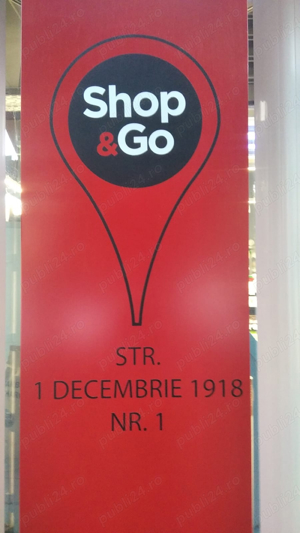 Shop
&Go
STR.
1 DECEMBRIE 1918
NR. 1